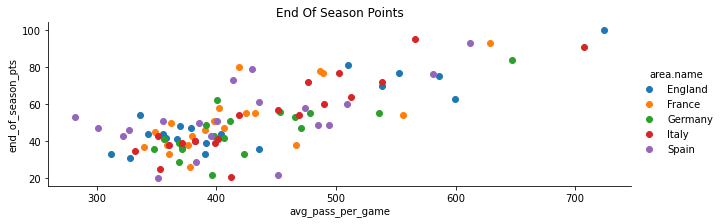 End Of Season Points
end_of_season_pts
100
80
60
40
20
300
400
500
600
700
avg_pass_per_game
area.name
England
France
Germany
Italy
Spain